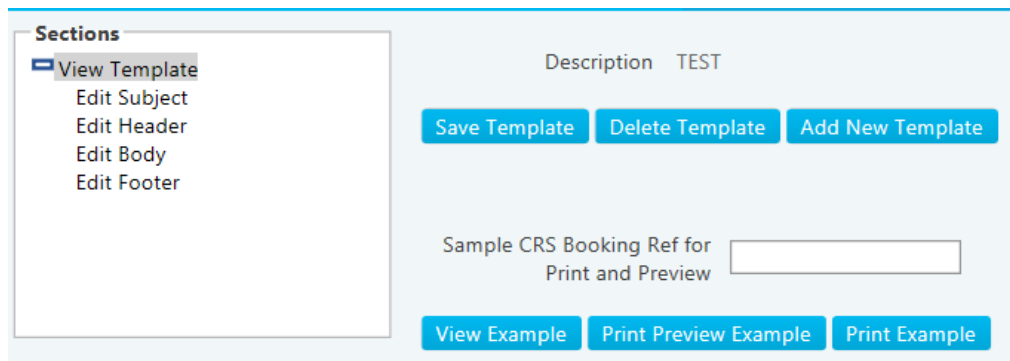 Sections
View Template
Edit Subject
Edit Header
Edit Body
Edit Footer
Description TEST
Save Template Delete Template Add New Template
Sample CRS Booking Ref for
Print and Preview
View Example Print Preview Example Print Example